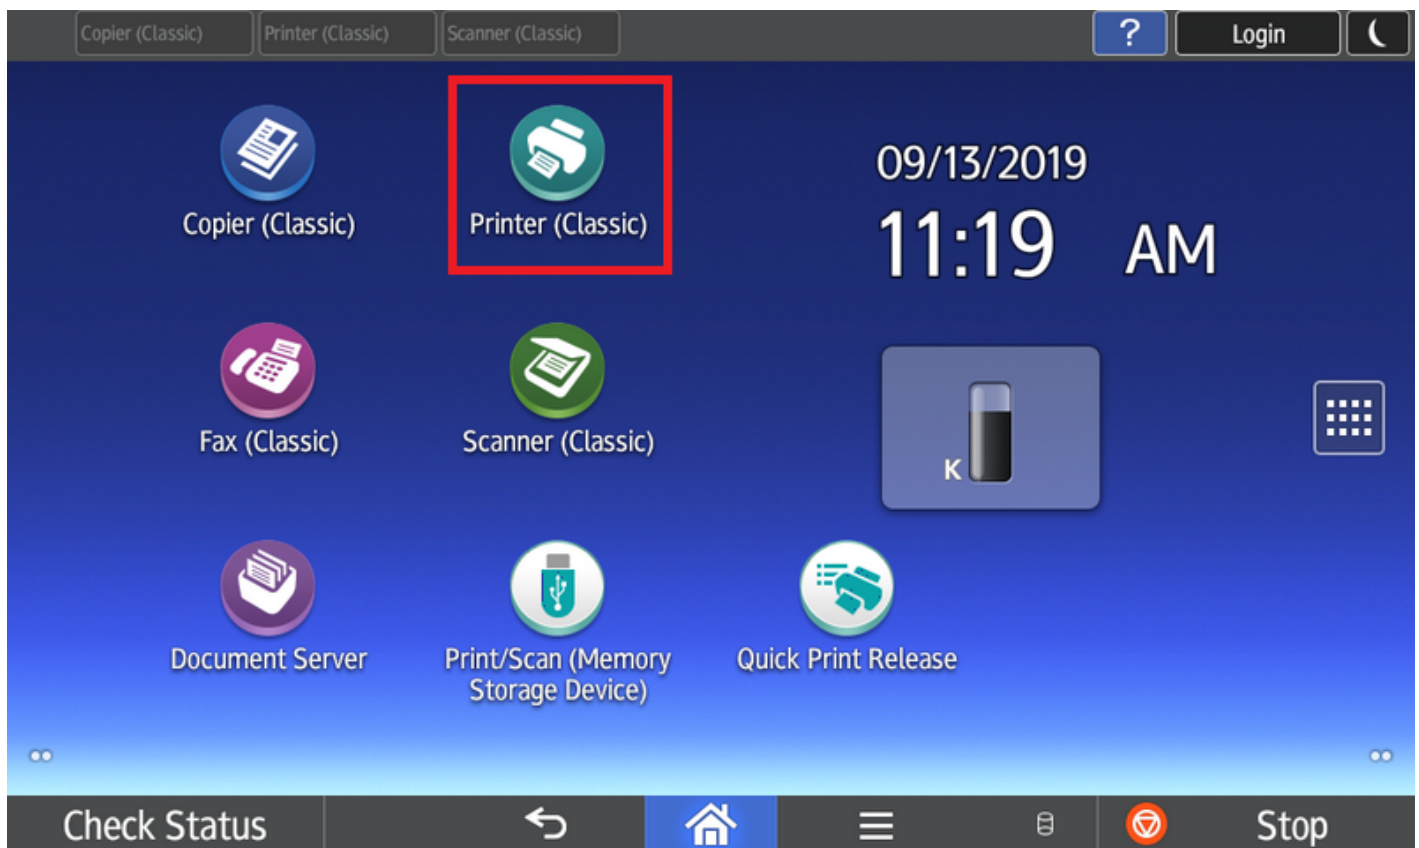 Copier (Classic)
Printer (Classic)
Scanner (Classic)
?
Login
Copier (Classic)
Printer (Classic)
09/13/2019
11:19 AM
Fax (Classic)
Scanner (Classic)
K
Document Server
Print/Scan (Memory
Storage Device)
Quick Print Release
Check Status
Stop